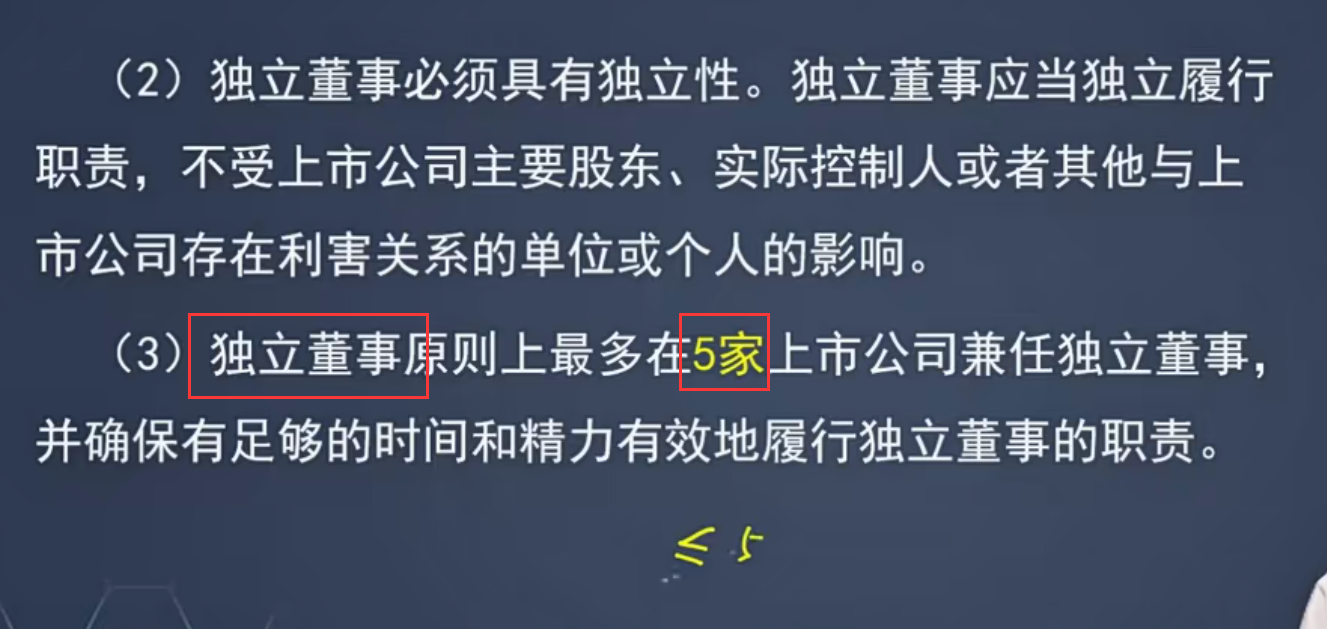 （2）独立董事必须具有独立性。独立董事应当独立履行
职责，不受上市公司主要股东、实际控制人或者其他与上
市公司存在利害关系的单位或个人的影响。
（3）独立董事原则上最多在5家上市公司兼任独立董事，
并确保有足够的时间和精力有效地履行独立董事的职责。
≤ 5